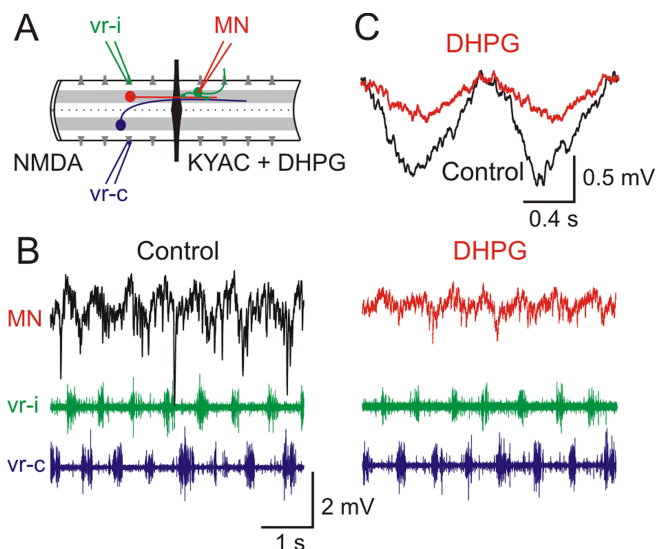 A
vr-i
MN
NMDA
KYAC + DHPG
vr-c
C
DHPG
Control
0.5 mV
0.4 s
B
Control
DHPG
MN
vr-i
vr-c
2 mV
1 s